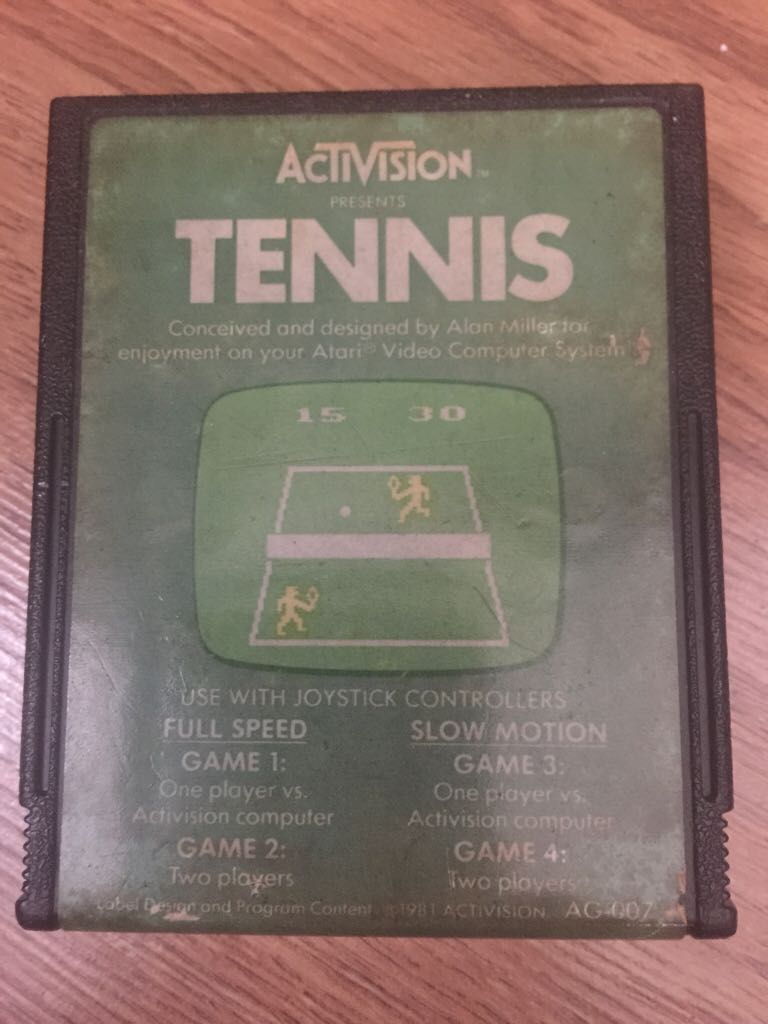 ACTIVISION™
PRESENTS
TENNIS
Conceived and designed by Alan Miller for
enjoyment on your Atari® Video Computer System
15 30
USE WITH JOYSTICK CONTROLLERS
FULL SPEED SLOW MOTION
GAME 1: GAME 3:
One player vs. One player vs.
Activision computer Activision computer
GAME 2: GAME 4:
Two players Two players
Label Design and Program Content ©1981 ACTIVISION. AG-007